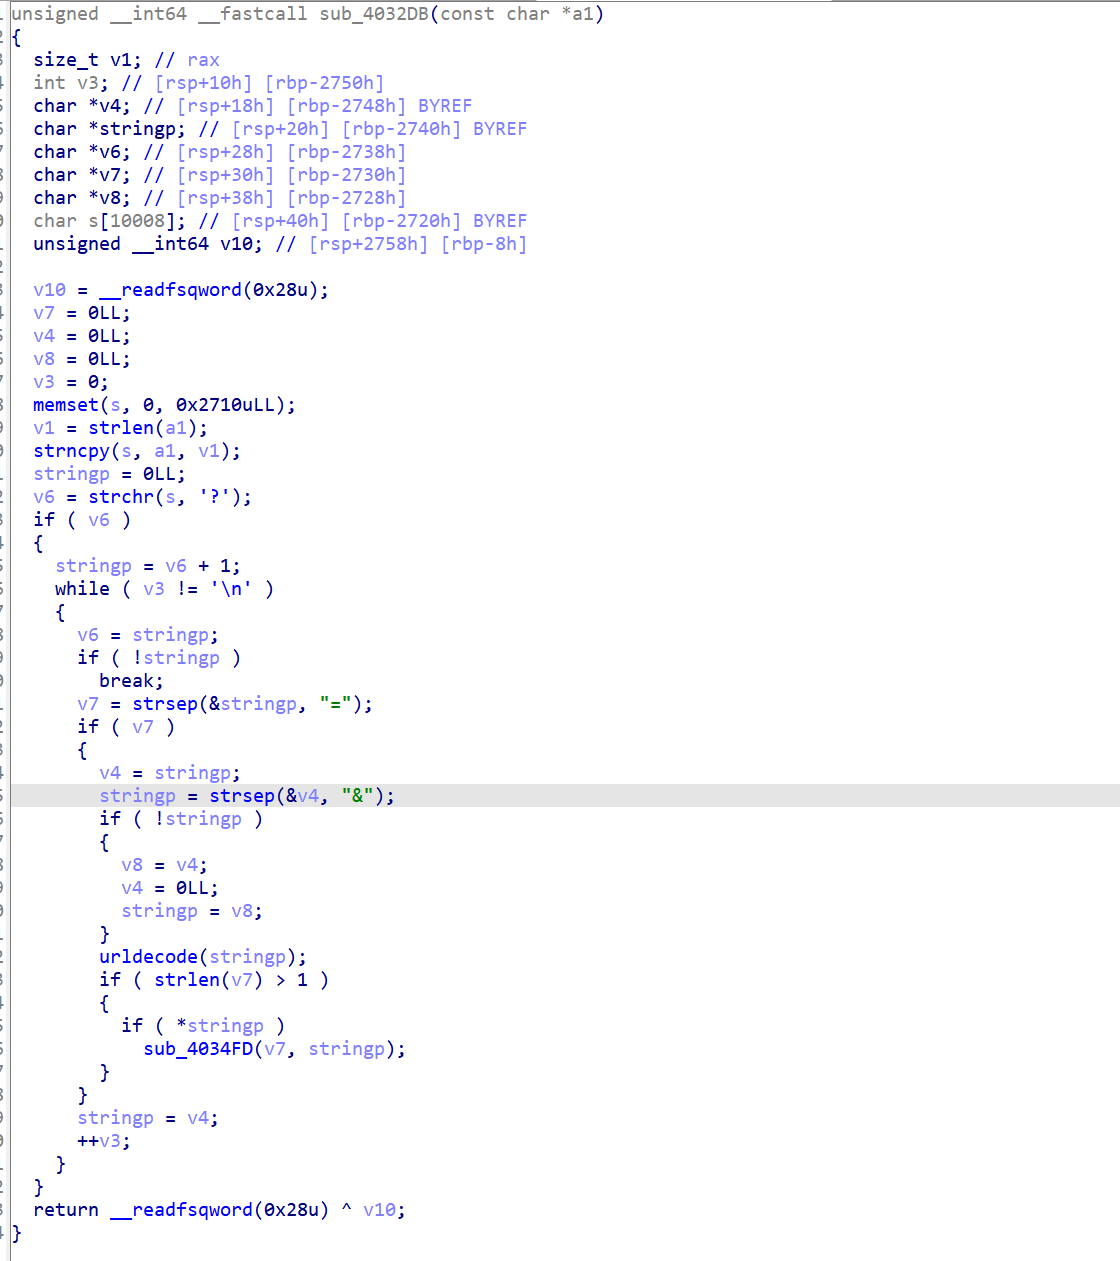 unsigned __int64 __fastcall sub_4032DB(const char *a1)
{
  size_t v1; // rax
  int v3; // [rsp+10h] [rbp-2750h]
  char *v4; // [rsp+18h] [rbp-2748h] BYREF
  char *stringp; // [rsp+20h] [rbp-2740h] BYREF
  char *v6; // [rsp+28h] [rbp-2738h]
  char *v7; // [rsp+30h] [rbp-2730h]
  char *v8; // [rsp+38h] [rbp-2728h]
  char s[10008]; // [rsp+40h] [rbp-2720h] BYREF
  unsigned __int64 v10; // [rsp+2758h] [rbp-8h]

  v10 = __readfsqword(0x28u);
  v7 = 0LL;
  v4 = 0LL;
  v8 = 0LL;
  v3 = 0;
  memset(s, 0, 0x2710uLL);
  v1 = strlen(a1);
  strncpy(s, a1, v1);
  stringp = 0LL;
  v6 = strchr(s, '?');
  if ( v6 )
  {
    stringp = v6 + 1;
    while ( v3 != '\n' )
    {
      v6 = stringp;
      if ( !stringp )
        break;
      v7 = strsep(&stringp, "=");
      if ( v7 )
      {
        v4 = stringp;
        stringp = strsep(&v4, "&");
        if ( !stringp )
        {
          v8 = v4;
          v4 = 0LL;
          stringp = v8;
        }
        urldecode(stringp);
        if ( strlen(v7) > 1 )
        {
          if ( *stringp )
            sub_4034FD(v7, stringp);
        }
      }
      stringp = v4;
      ++v3;
    }
  }
  return __readfsqword(0x28u) ^ v10;
}